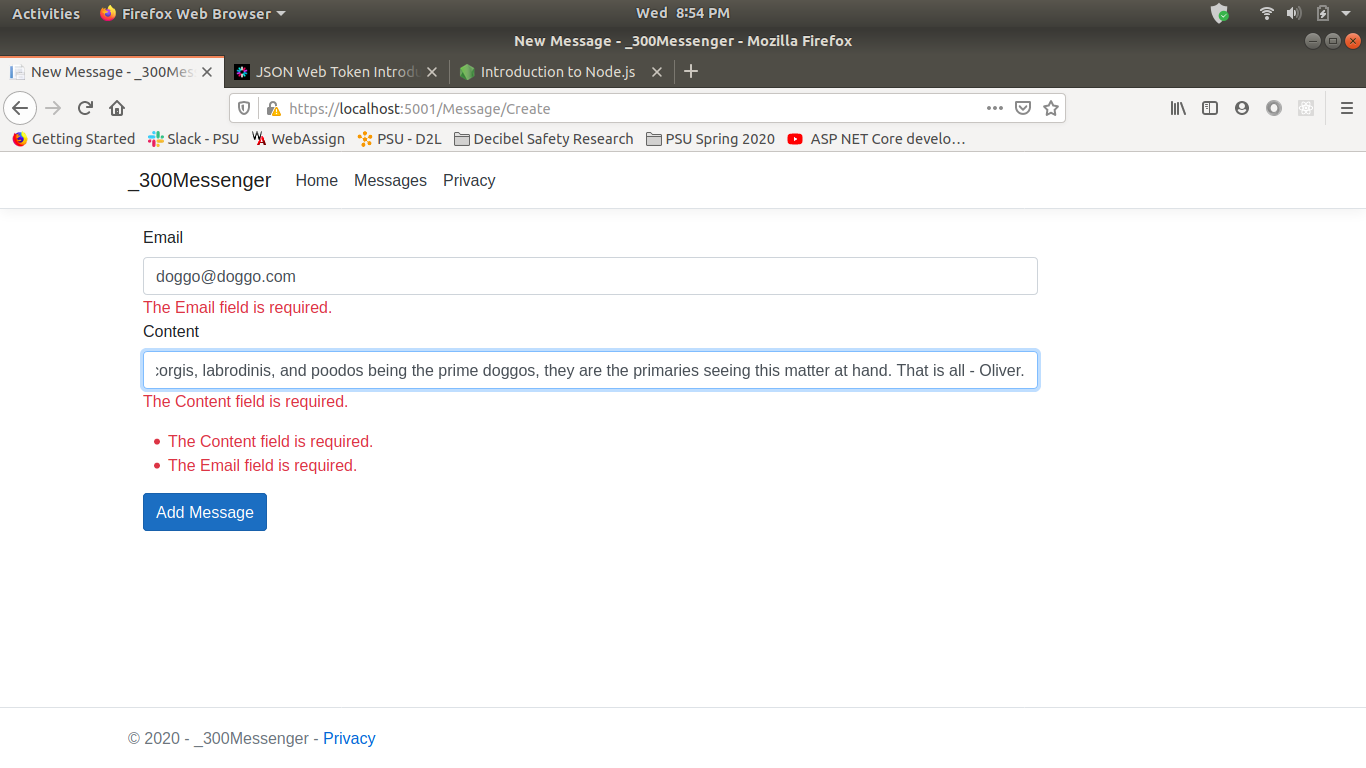 Activities Firefox Web Browser Wed 8:54 PM
New Message - _300Messenger - Mozilla Firefox
New Message - _300Mes JSON Web Token Introdu Introduction to Node.js
https://localhost:5001/Message/Create
Getting Started Slack - PSU WebAssign PSU - D2L Decibel Safety Research PSU Spring 2020 ASP NET Core develo…
_300Messenger Home Messages Privacy
Email
doggo@doggo.com
The Email field is required.
Content
corgis, labrodinis, and poodos being the prime doggos, they are the primaries seeing this matter at hand. That is all - Oliver.
The Content field is required.
• The Content field is required.
• The Email field is required.
Add Message
© 2020 - _300Messenger - Privacy